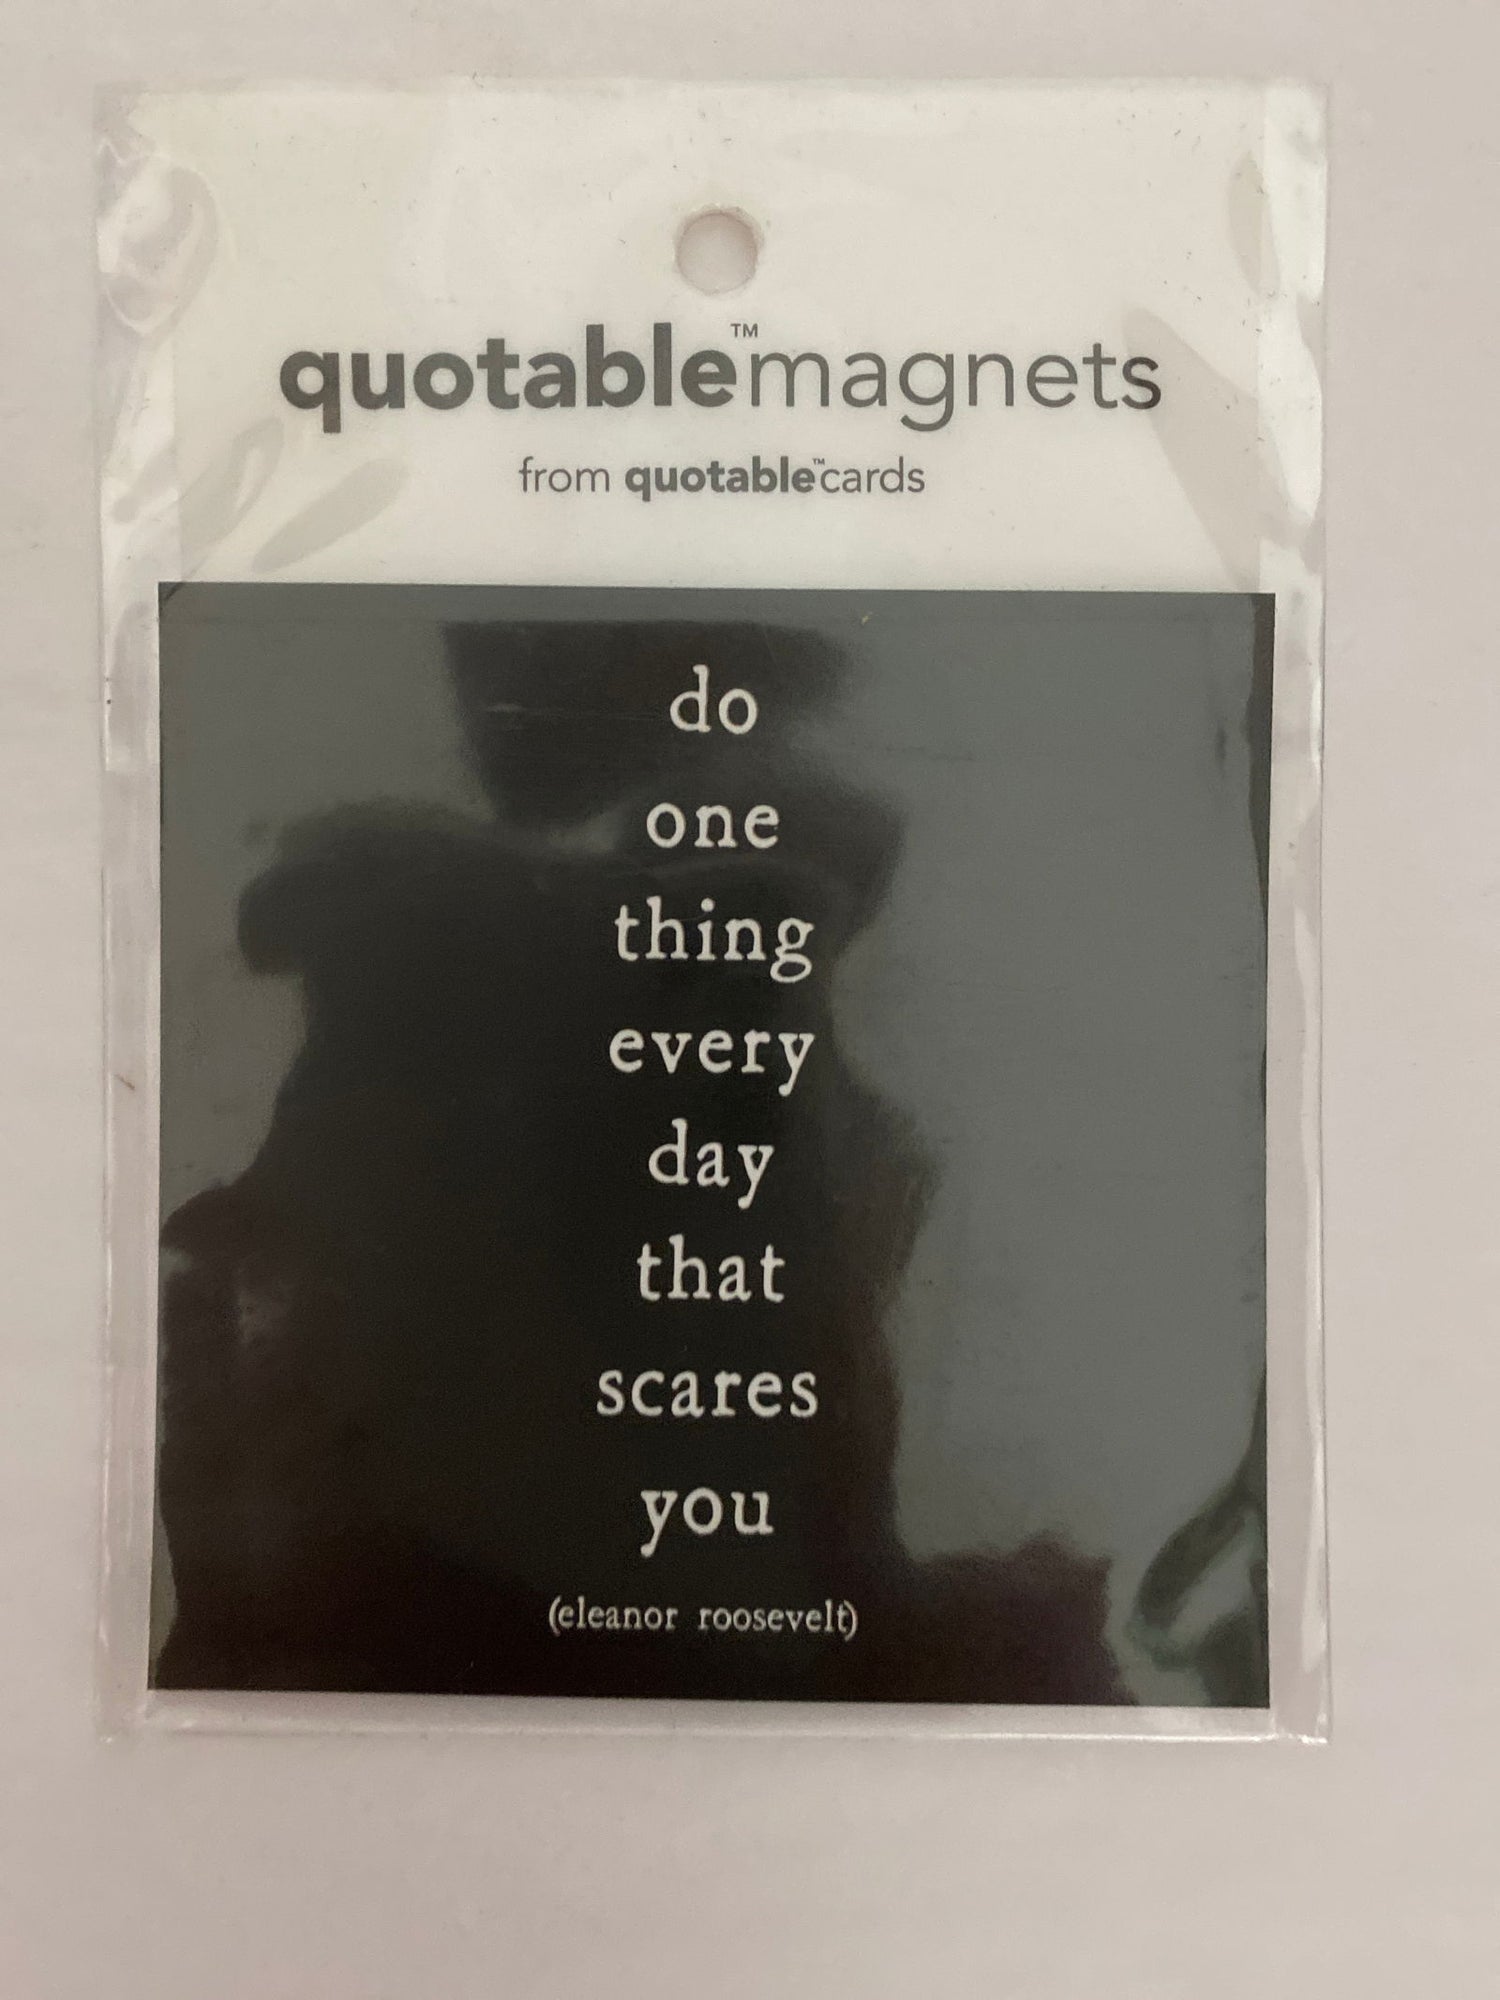 quotable™magnets
from quotable™cards
do
one
thing
every
day
that
scares
you
(eleanor roosevelt)